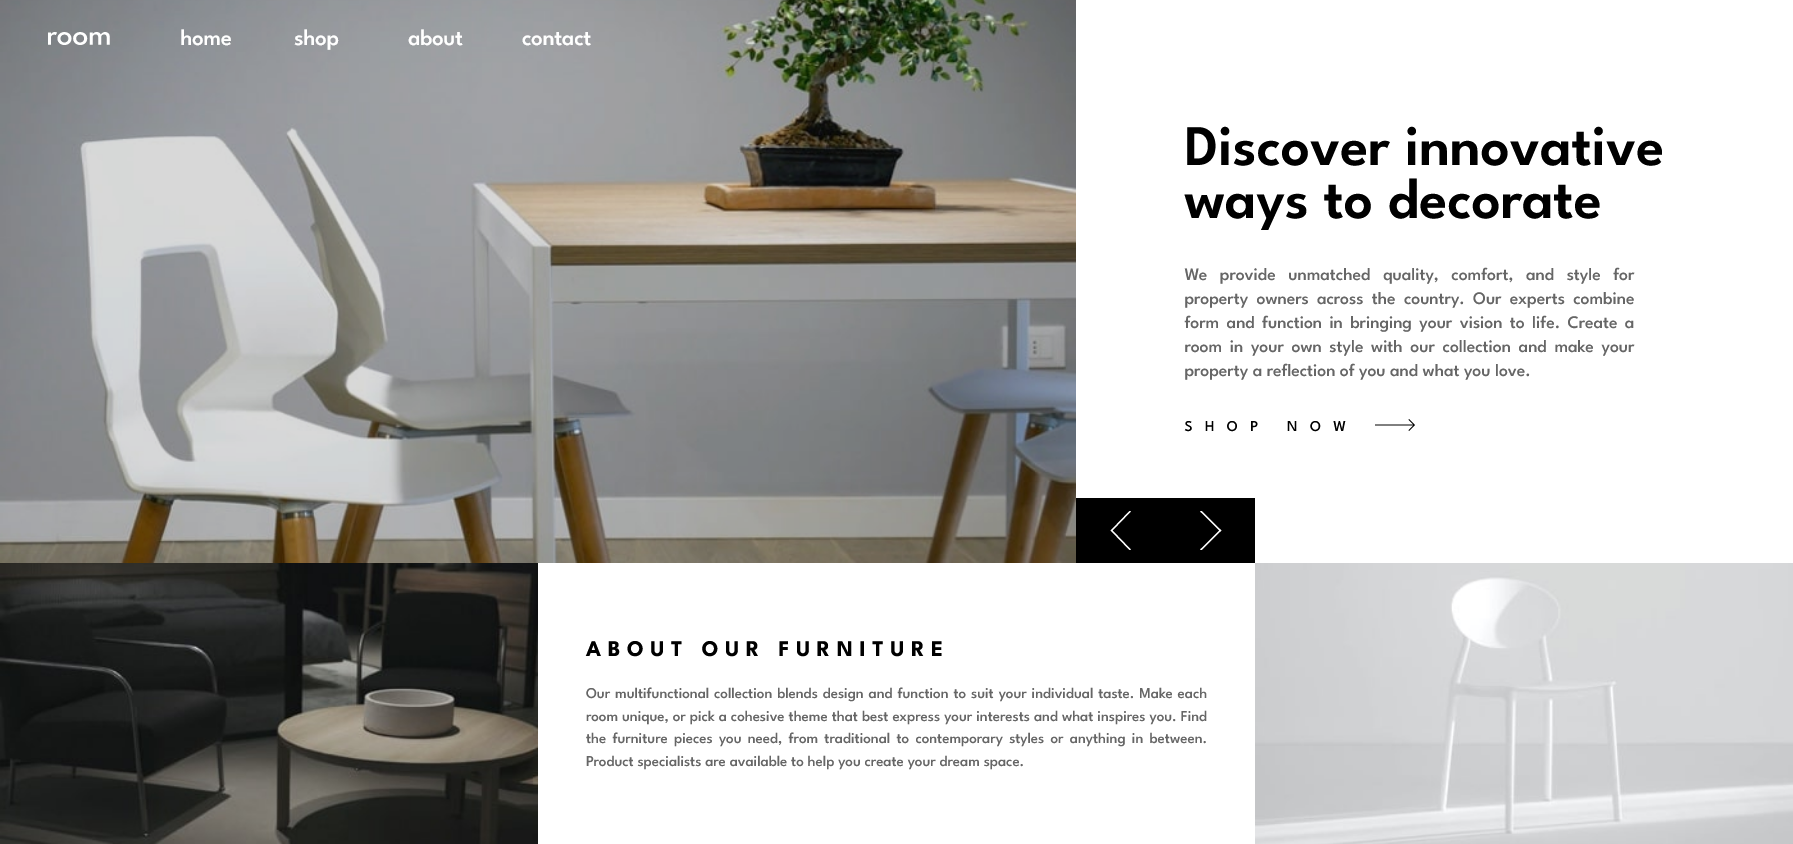 room home shop about contact
Discover innovative
ways to decorate
We provide unmatched quality, comfort, and style for
property owners across the country. Our experts combine
form and function in bringing your vision to life. Create a
room in your own style with our collection and make your
property a reflection of you and what you love.
SHOP NOW
ABOUT OUR FURNITURE
Our multifunctional collection blends design and function to suit your individual taste. Make each
room unique, or pick a cohesive theme that best express your interests and what inspires you. Find
the furniture pieces you need, from traditional to contemporary styles or anything in between.
Product specialists are available to help you create your dream space.